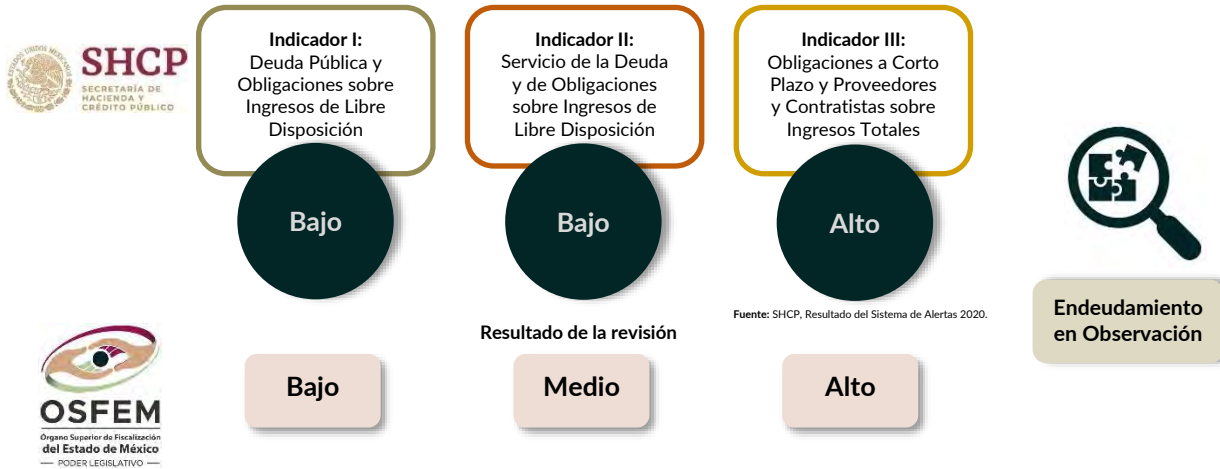 SHCP
SECRETARÍA DE
HACIENDA Y
CRÉDITO PÚBLICO
Indicador I:
Deuda Pública y
Obligaciones sobre
Ingresos de Libre
Disposición
Bajo
Indicador II:
Servicio de la Deuda
y de Obligaciones
sobre Ingresos de
Libre Disposición
Bajo
Indicador III:
Obligaciones a Corto
Plazo y Proveedores
y Contratistas sobre
Ingresos Totales
Alto
Fuente: SHCP, Resultado del Sistema de Alertas 2020.
Endeudamiento
en Observación
Resultado de la revisión
Bajo
Medio
Alto
OSFEM
Órgano Superior de Fiscalización
del Estado de México
— PODER LEGISLATIVO —